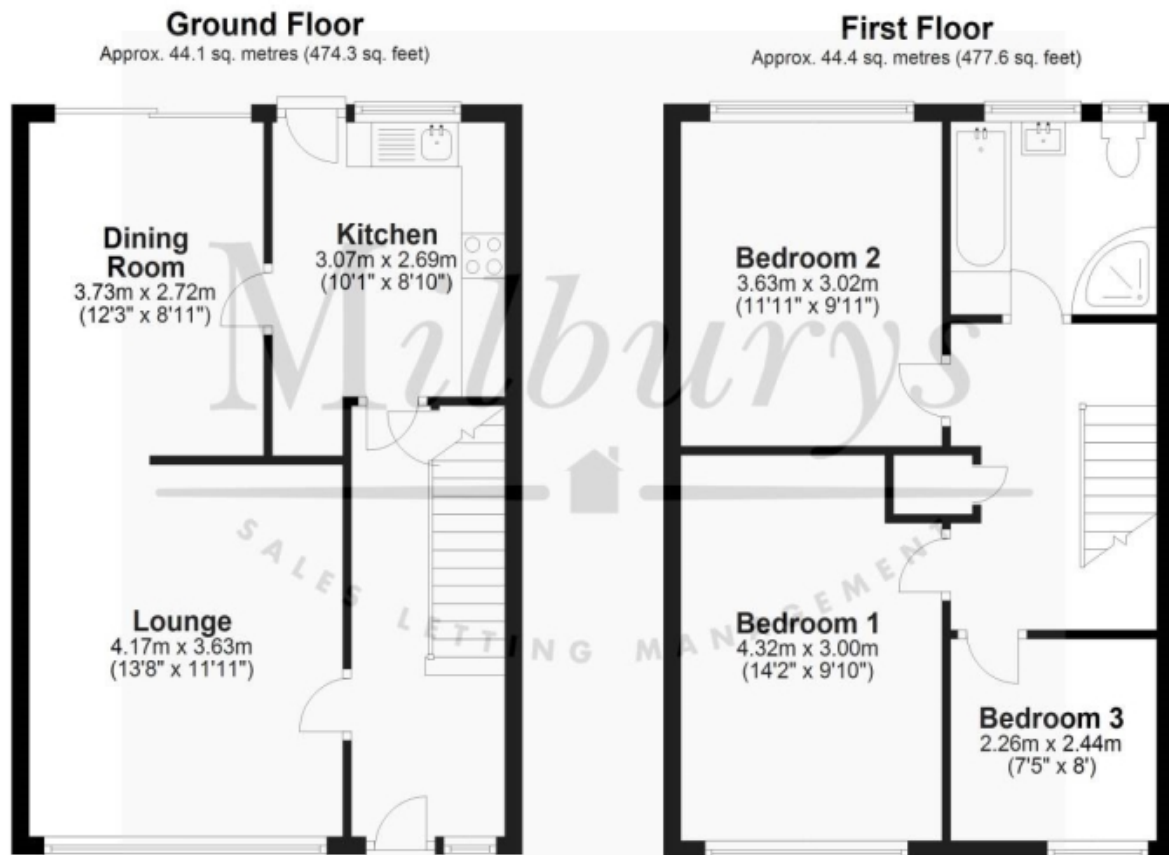 Ground Floor
Approx. 44.1 sq. metres (474.3 sq. feet)
Dining
Room
3.73m x 2.72m
(12'3" x 8'11")
Kitchen
3.07m x 2.69m
(10'1" x 8'10")
Lounge
4.17m x 3.63m
(13'8" x 11'11")
First Floor
Approx. 44.4 sq. metres (477.6 sq. feet)
Bedroom 2
3.63m x 3.02m
(11'11" x 9'11")
Bedroom 1
4.32m x 3.00m
(14'2" x 9'10")
Bedroom 3
2.26m x 2.44m
(7'5" x 8')
Milburys
SALES LETTING MANAGEMENT